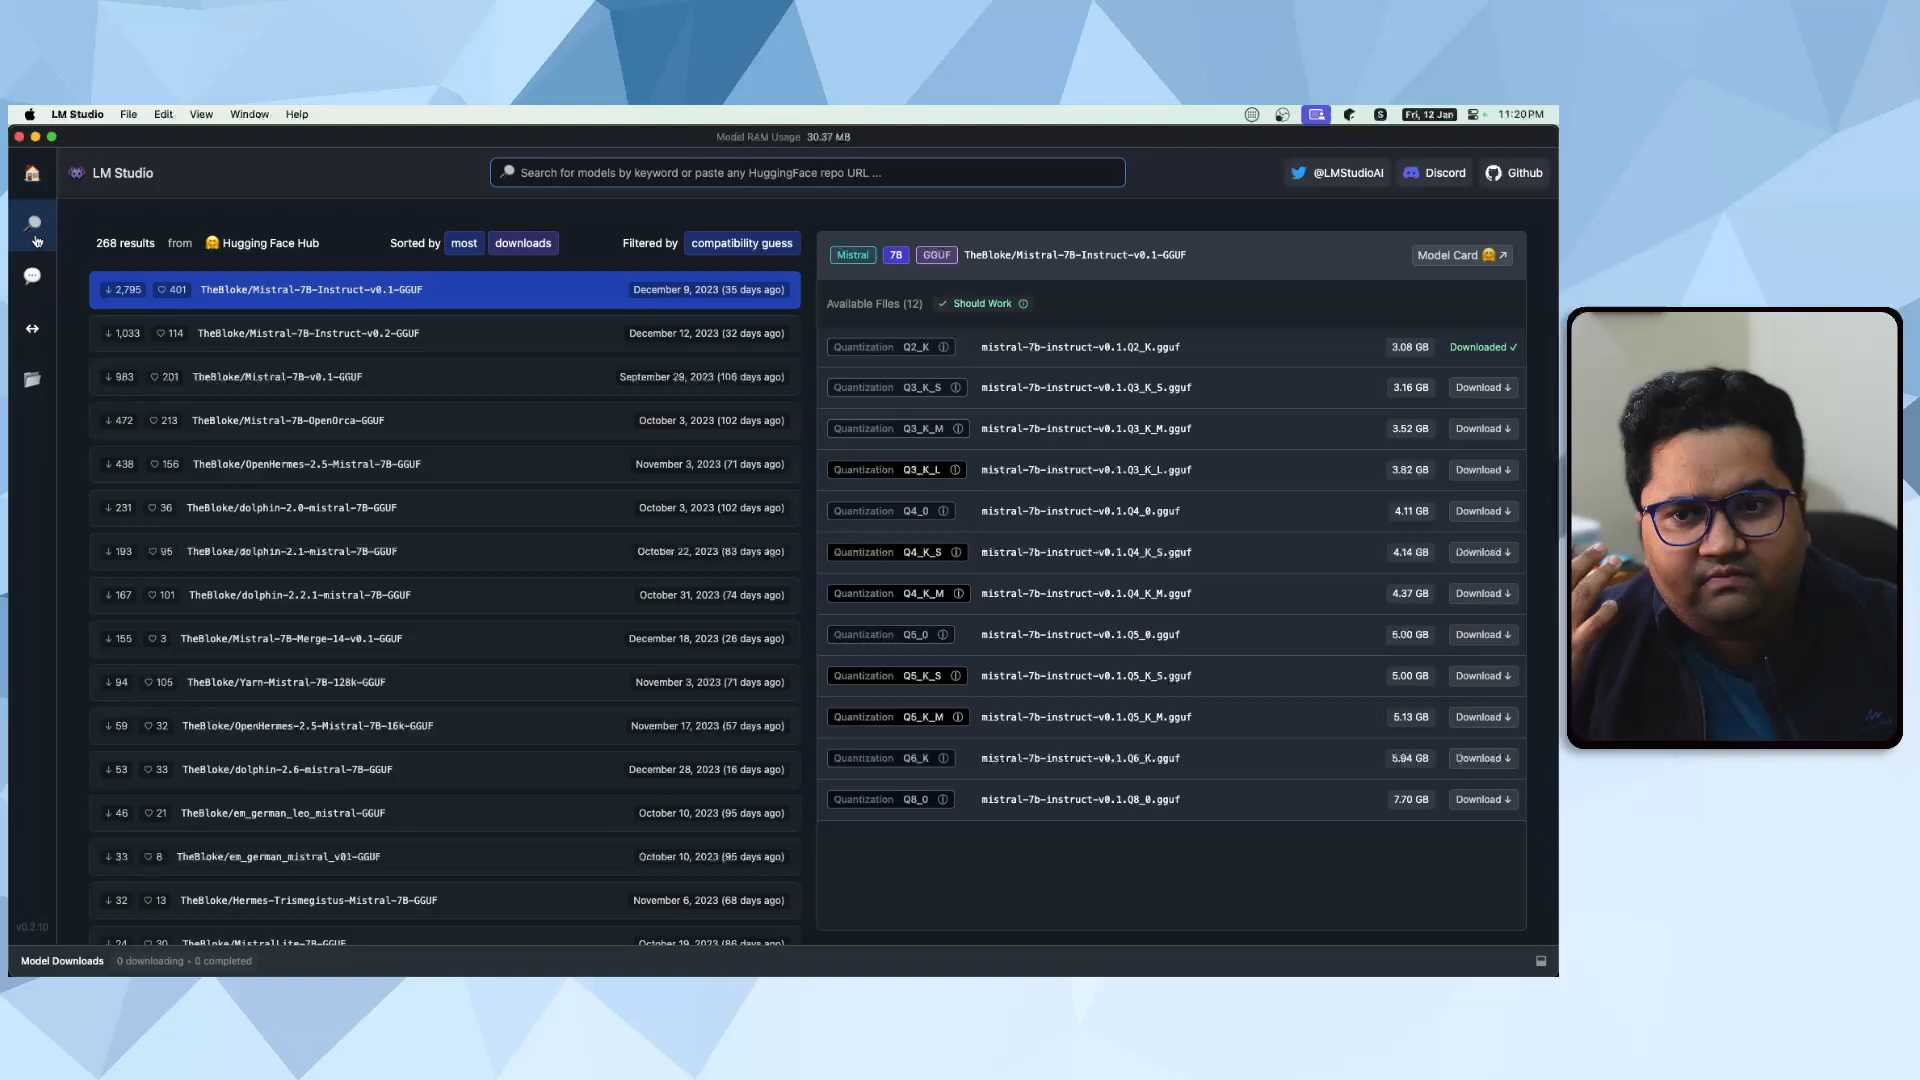 LM Studio File Edit View Window Help Fri, 12 Jan 11:20 PM
Model RAM Usage 30.37 MB
LM Studio
Search for models by keyword or paste any HuggingFace repo URL ...
@LMStudioAI Discord Github
268 results from Hugging Face Hub Sorted by most downloads Filtered by compatibility guess
2,795 401 TheBloke/Mistral-7B-Instruct-v0.1-GGUF December 9, 2023 (35 days ago)
1,033 114 TheBloke/Mistral-7B-Instruct-v0.2-GGUF December 12, 2023 (32 days ago)
983 201 TheBloke/Mistral-7B-v0.1-GGUF September 29, 2023 (106 days ago)
472 213 TheBloke/Mistral-7B-OpenOrca-GGUF October 3, 2023 (102 days ago)
438 156 TheBloke/OpenHermes-2.5-Mistral-7B-GGUF November 3, 2023 (71 days ago)
231 36 TheBloke/dolphin-2.0-mistral-7B-GGUF October 3, 2023 (102 days ago)
193 95 TheBloke/dolphin-2.1-mistral-7B-GGUF October 22, 2023 (83 days ago)
167 101 TheBloke/dolphin-2.2.1-mistral-7B-GGUF October 31, 2023 (74 days ago)
155 3 TheBloke/Mistral-7B-Merge-14-v0.1-GGUF December 18, 2023 (26 days ago)
94 105 TheBloke/Yarn-Mistral-7B-128k-GGUF November 3, 2023 (71 days ago)
59 32 TheBloke/OpenHermes-2.5-Mistral-7B-16k-GGUF November 17, 2023 (57 days ago)
53 33 TheBloke/dolphin-2.6-mistral-7B-GGUF December 28, 2023 (16 days ago)
46 21 TheBloke/em_german_leo_mistral-GGUF October 10, 2023 (95 days ago)
33 8 TheBloke/em_german_mistral_v01-GGUF October 10, 2023 (95 days ago)
32 13 TheBloke/Hermes-Trismegistus-Mistral-7B-GGUF November 6, 2023 (68 days ago)
24 30 TheBloke/MistralLite-7B-GGUF October 19, 2023 (86 days ago)
Mistral 7B GGUF TheBloke/Mistral-7B-Instruct-v0.1-GGUF Model Card
Available Files (12) Should Work
Quantization Q2_K mistral-7b-instruct-v0.1.Q2_K.gguf 3.08 GB Downloaded
Quantization Q3_K_S mistral-7b-instruct-v0.1.Q3_K_S.gguf 3.16 GB Download
Quantization Q3_K_M mistral-7b-instruct-v0.1.Q3_K_M.gguf 3.52 GB Download
Quantization Q3_K_L mistral-7b-instruct-v0.1.Q3_K_L.gguf 3.82 GB Download
Quantization Q4_0 mistral-7b-instruct-v0.1.Q4_0.gguf 4.11 GB Download
Quantization Q4_K_S mistral-7b-instruct-v0.1.Q4_K_S.gguf 4.14 GB Download
Quantization Q4_K_M mistral-7b-instruct-v0.1.Q4_K_M.gguf 4.37 GB Download
Quantization Q5_0 mistral-7b-instruct-v0.1.Q5_0.gguf 5.00 GB Download
Quantization Q5_K_S mistral-7b-instruct-v0.1.Q5_K_S.gguf 5.00 GB Download
Quantization Q5_K_M mistral-7b-instruct-v0.1.Q5_K_M.gguf 5.13 GB Download
Quantization Q6_K mistral-7b-instruct-v0.1.Q6_K.gguf 5.94 GB Download
Quantization Q8_0 mistral-7b-instruct-v0.1.Q8_0.gguf 7.70 GB Download
v0.2.10
Model Downloads 0 downloading • 0 completed